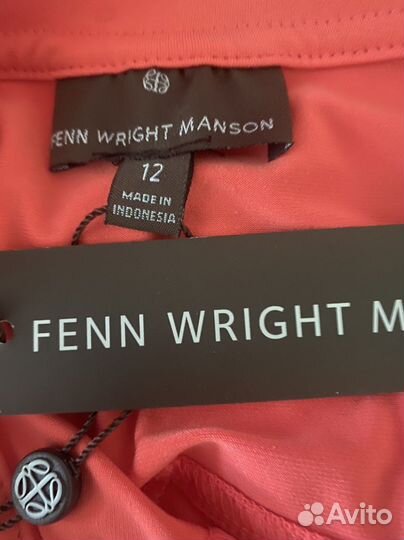 FENN WRIGHT MANSON
12
MADE IN
INDONESIA
FENN WRIGHT M
Avito